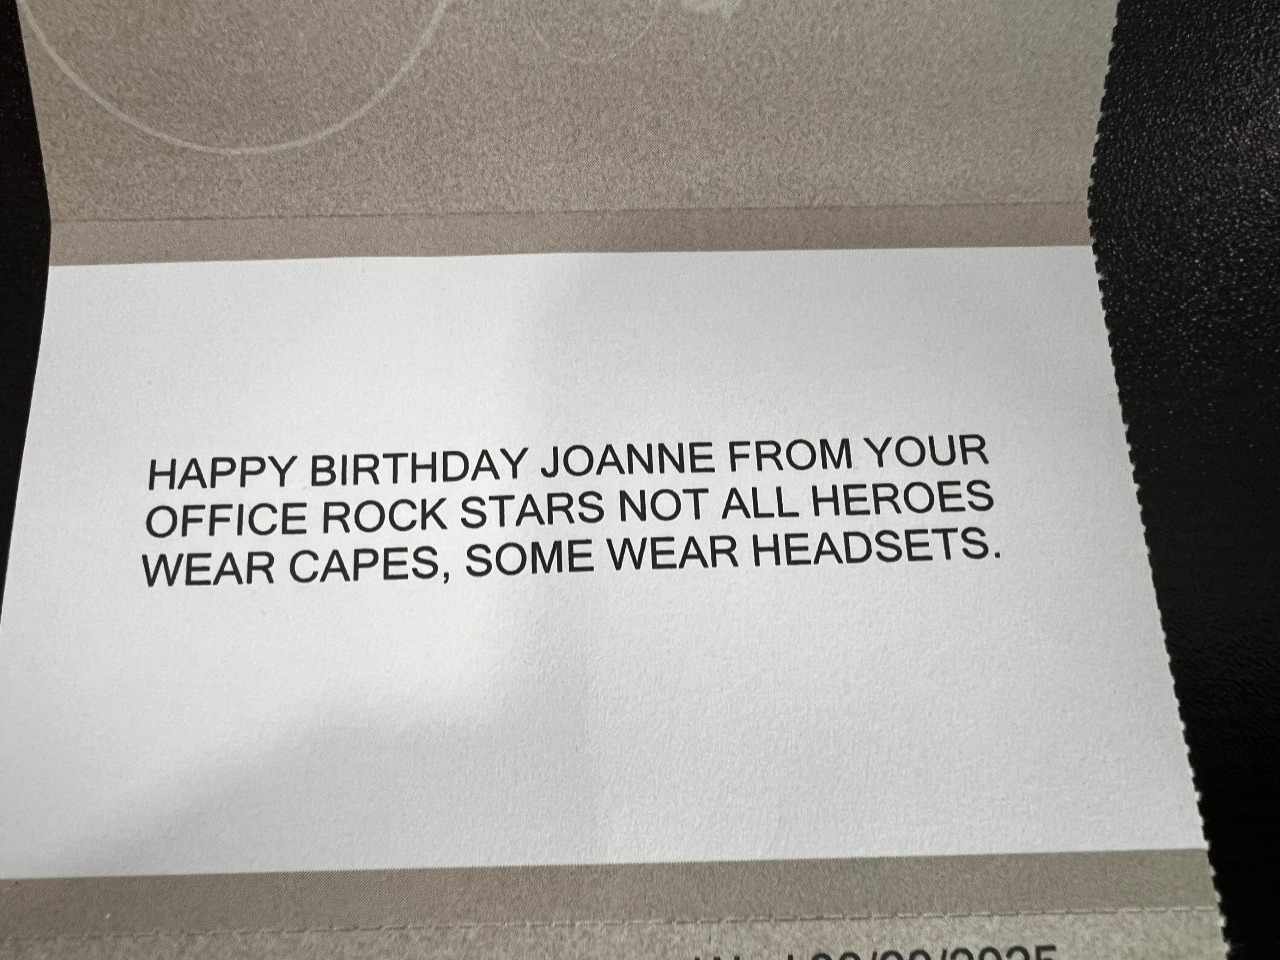 HAPPY BIRTHDAY JOANNE FROM YOUR
OFFICE ROCK STARS NOT ALL HEROES
WEAR CAPES, SOME WEAR HEADSETS.